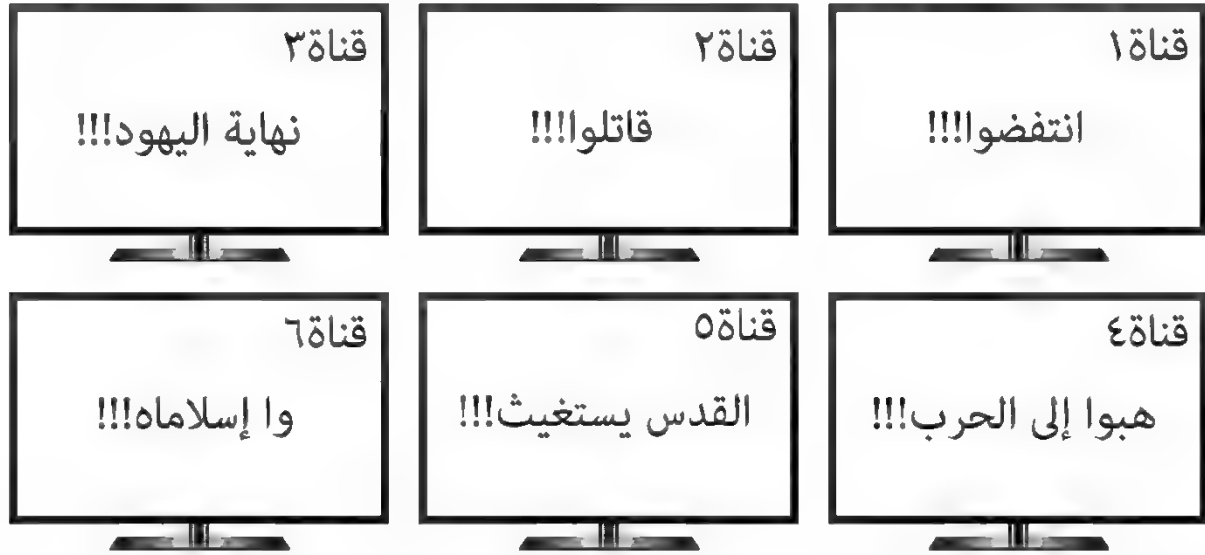 قناة١
انتفضوا!!!
قناة٢
قاتلوا!!!
قناة٣
نهاية اليهود!!!
قناة٤
هبوا إلى الحرب!!!
قناة٥
القدس يستغيث!!!
قناة٦
وا إسلاماه!!!